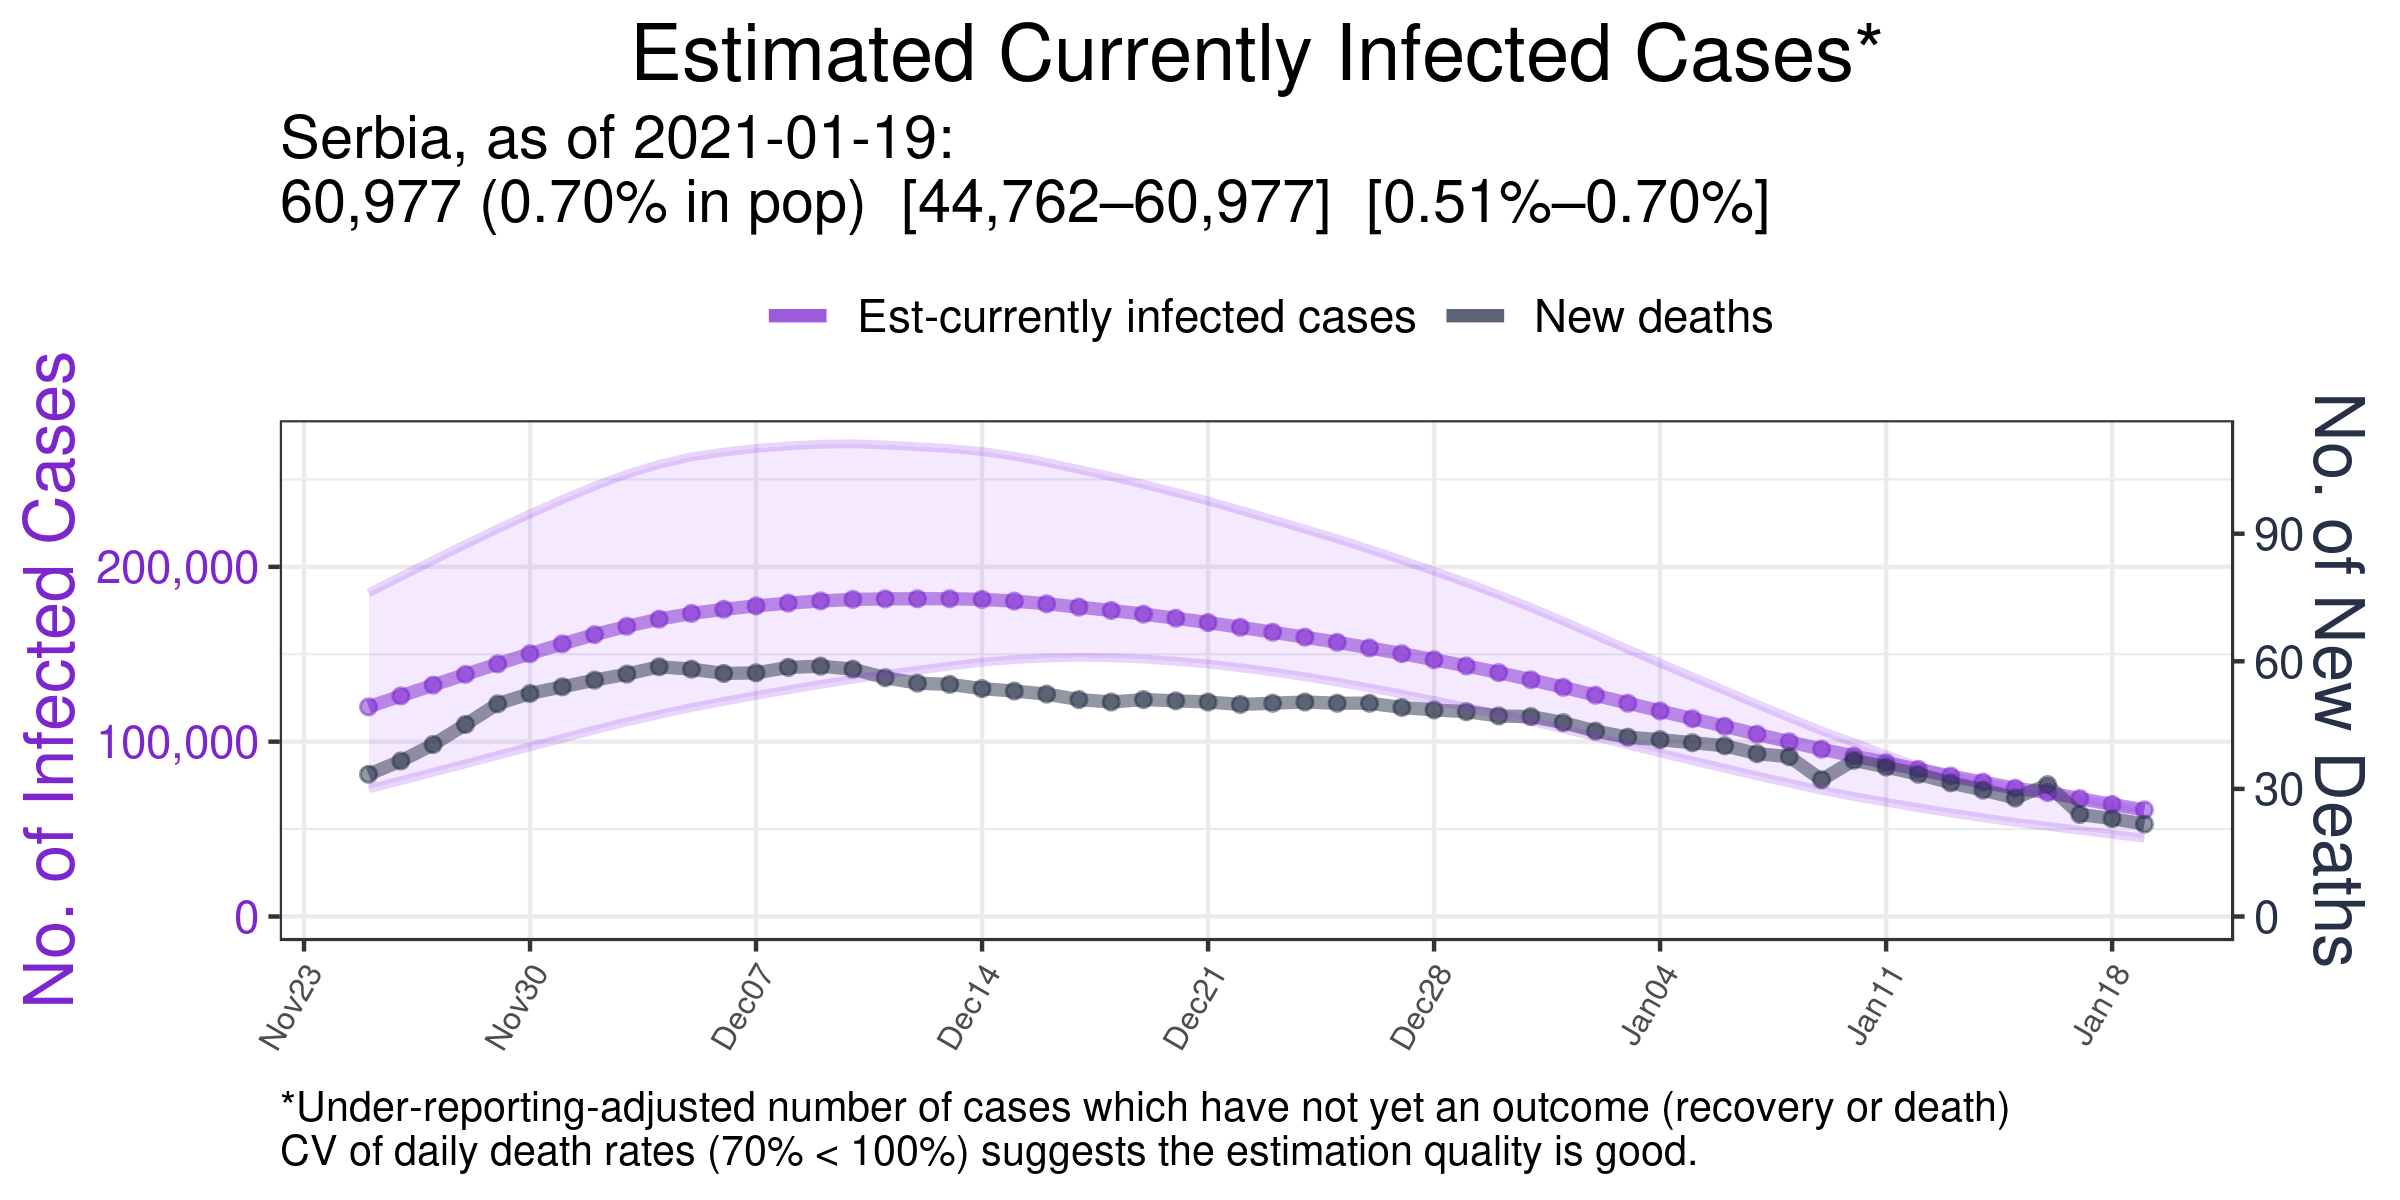 Estimated Currently Infected Cases*
Serbia, as of 2021-01-19:
60,977 (0.70% in pop)  [44,762–60,977]  [0.51%–0.70%]
Est-currently infected cases
New deaths
No. of Infected Cases
200,000
100,000
0
No. of New Deaths
90
60
30
0
Nov23
Nov30
Dec07
Dec14
Dec21
Dec28
Jan04
Jan11
Jan18
*Under-reporting-adjusted number of cases which have not yet an outcome (recovery or death)
CV of daily death rates (70% < 100%) suggests the estimation quality is good.